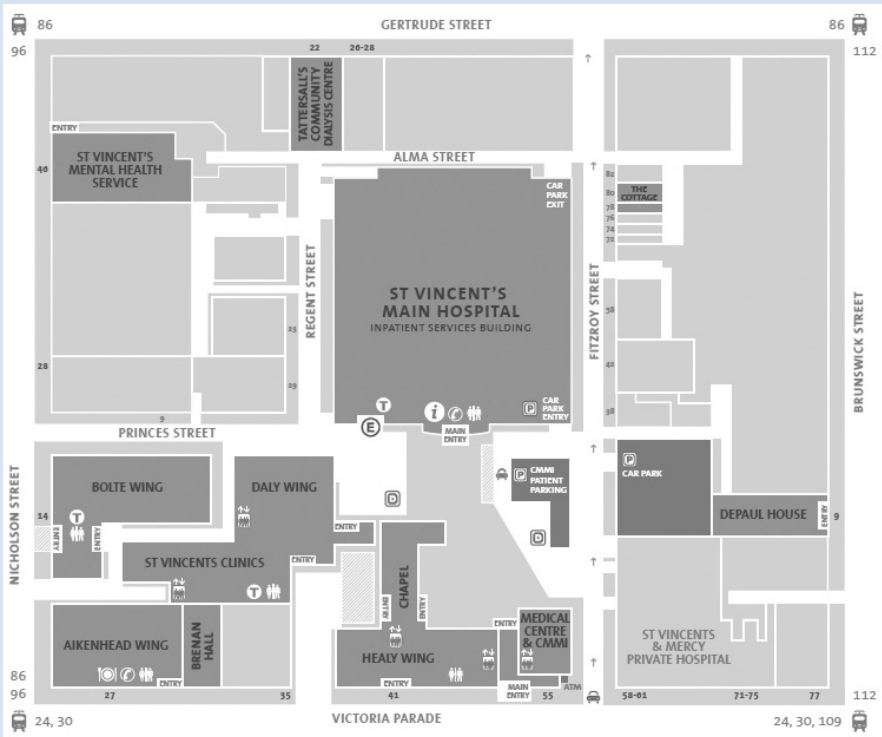 86
GERTRUDE STREET
86
96
22
26-28
112
TATTERSALL'S
COMMUNITY
DIALYSIS CENTRE
ENTRY
ST VINCENT'S
MENTAL HEALTH
SERVICE
40
ALMA STREET
CAR
PARK
EXIT
82
80
THE
COTTAGE
78
76
74
72
REGENT STREET
ST VINCENT'S
MAIN HOSPITAL
INPATIENT SERVICES BUILDING
FITZROY STREET
BRUNSWICK STREET
58
42
38
23
19
28
9
T
i
P
CAR
PARK
ENTRY
E
MAIN
ENTRY
PRINCES STREET
NICHOLSON STREET
BOLTE WING
DALY WING
14
T
ENTRY
ENTRY
ENTRY
D
P
CMMI
PATIENT
PARKING
D
P
CAR PARK
DEPAUL HOUSE
ENTRY
9
ST VINCENTS CLINICS
ENTRY
T
CHAPEL
ENTRY
ENTRY
AIKENHEAD WING
BRENAN
HALL
ENTRY
HEALY WING
ENTRY
ENTRY
MEDICAL
CENTRE
& CMMI
MAIN
ENTRY
ATM
ST VINCENTS
& MERCY
PRIVATE HOSPITAL
86
96
27
35
41
55
58-61
71-75
77
112
24, 30
VICTORIA PARADE
24, 30, 109